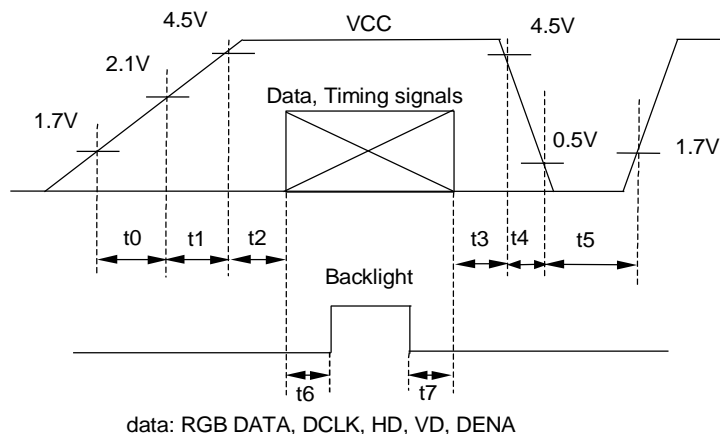 4.5V
VCC
4.5V
2.1V
Data, Timing signals
1.7V
0.5V
1.7V
t0
t1
t2
t3
t4
t5
Backlight
t6
t7
data: RGB DATA, DCLK, HD, VD, DENA